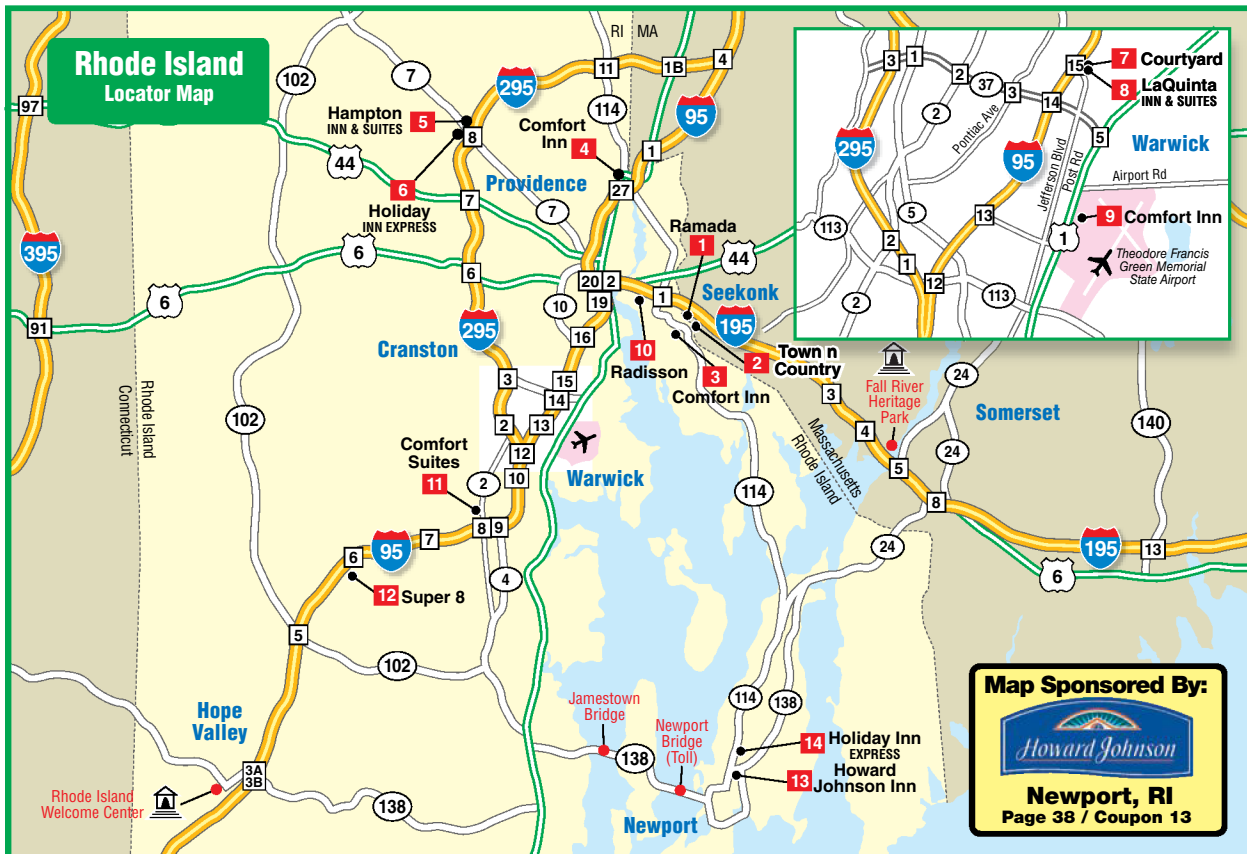 Rhode Island
Locator Map
RI MA
102
7
295
11
1B
4
114
95
97
44
Hampton
INN & SUITES
5
8
6
Holiday
INN EXPRESS
Comfort
Inn
4
1
27
Providence
7
7
395
6
6
6
91
Ramada
1
44
Seekonk
20
2
19
1
10
16
195
295
Cranston
10
Radisson
3
Comfort Inn
2
Town n
Country
3
15
14
2
13
12
10
Warwick
3
4
Fall River
Heritage
Park
24
Somerset
24
140
5
8
Massachusetts
Rhode Island
Rhode Island
Connecticut
102
Comfort
Suites
11
2
8
9
7
6
95
4
12
Super 8
114
24
195
13
6
5
102
Hope
Valley
3A
3B
Rhode Island
Welcome Center
138
Jamestown
Bridge
Newport
Bridge
(Toll)
138
114
138
14
Holiday Inn
EXPRESS
13
Howard
Johnson Inn
Newport
3
1
2
37
3
2
Pontiac Ave
15
7
Courtyard
8
LaQuinta
INN & SUITES
14
5
295
95
Jefferson Blvd
Post Rd
Warwick
Airport Rd
9
Comfort Inn
1
Theodore Francis
Green Memorial
State Airport
113
5
13
2
1
12
2
113
Map Sponsored By:
Howard Johnson
Newport, RI
Page 38 / Coupon 13